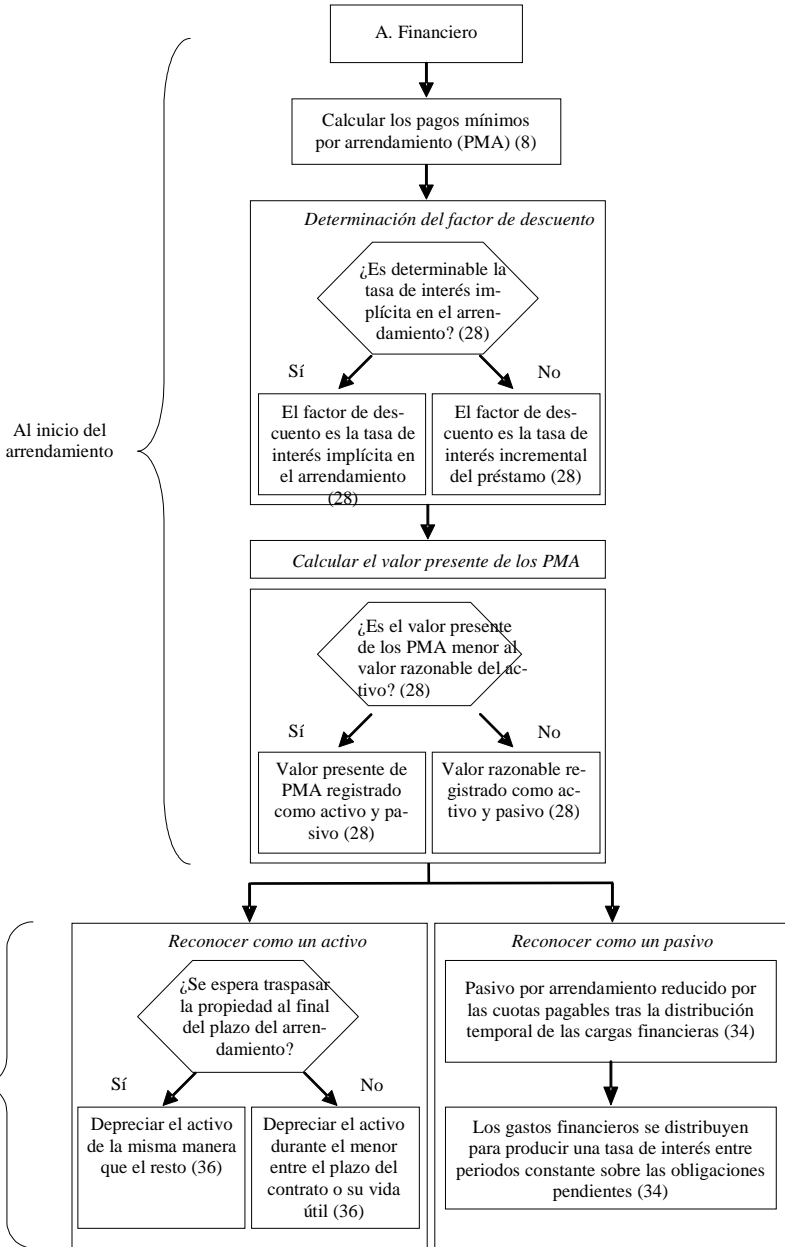 A. Financiero
Calcular los pagos mínimos
por arrendamiento (PMA) (8)
Determinación del factor de descuento
¿Es determinable la
tasa de interés im-
plícita en el arren-
damiento? (28)
Sí
No
El factor de des-
cuento es la tasa de
interés implícita en
el arrendamiento
(28)
El factor de des-
cuento es la tasa de
interés incremental
del préstamo (28)
Al inicio del
arrendamiento
Calcular el valor presente de los PMA
¿Es el valor presente
de los PMA menor al
valor razonable del ac-
tivo? (28)
Sí
No
Valor presente de
PMA registrado
como activo y pa-
sivo (28)
Valor razonable re-
gistrado como ac-
tivo y pasivo (28)
Reconocer como un activo
¿Se espera traspasar
la propiedad al final
del plazo del arren-
damiento?
Sí
No
Depreciar el activo
de la misma manera
que el resto (36)
Depreciar el activo
durante el menor
entre el plazo del
contrato o su vida
útil (36)
Reconocer como un pasivo
Pasivo por arrendamiento reducido por
las cuotas pagables tras la distribución
temporal de las cargas financieras (34)
Los gastos financieros se distribuyen
para producir una tasa de interés entre
periodos constante sobre las obligaciones
pendientes (34)